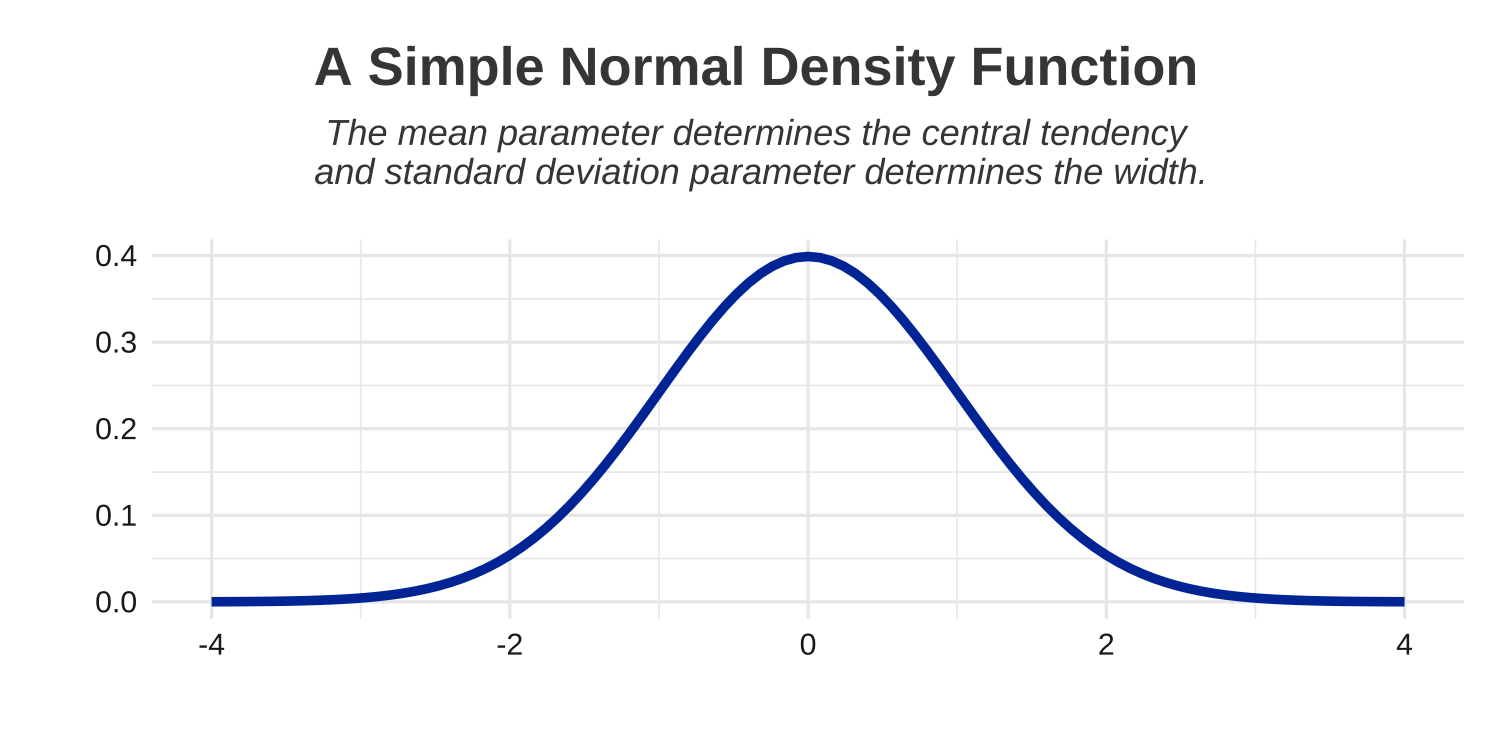 A Simple Normal Density Function
The mean parameter determines the central tendency
and standard deviation parameter determines the width.
0.4
0.3
0.2
0.1
0.0
-4 -2 0 2 4